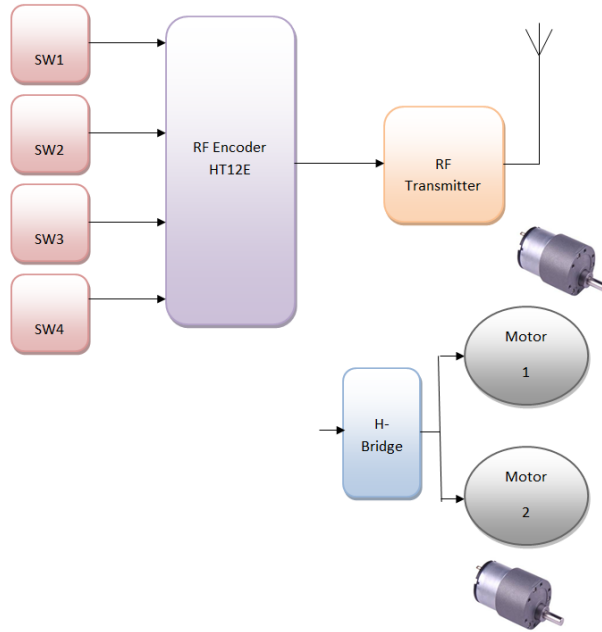 SW1
SW2
SW3
SW4
RF Encoder
HT12E
RF
Transmitter
Motor
1
H-
Bridge
Motor
2